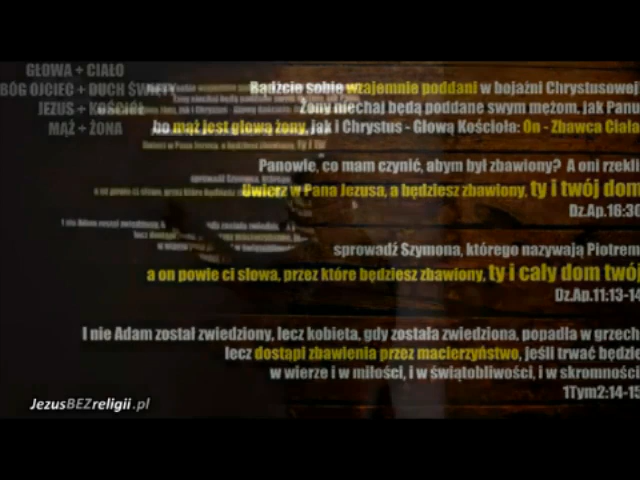 GŁOWA + CIAŁO
BÓG OJCIEC + DUCH ŚWIĘTY
JEZUS + KOŚCIÓŁ
MĄŻ + ŻONA
Bądźcie sobie wzajemnie poddani w bojaźni Chrystusowej
Żony niechaj będą poddane swym mężom, jak Panu
bo mąż jest głową żony, jak i Chrystus - Głową Kościoła: On - Zbawca Ciała
Panowie, co mam czynić, abym był zbawiony? A oni rzekli
Uwierz w Pana Jezusa, a będziesz zbawiony, ty i twój dom
Dz.Ap.16:30
sprowadź Szymona, którego nazywają Piotrem
a on powie ci słowa, przez które będziesz zbawiony, ty i cały dom twój
Dz.Ap.11:13-14
I nie Adam został zwiedziony, lecz kobieta, gdy została zwiedziona, popadła w grzech
lecz dostąpi zbawienia przez macierzyństwo, jeśli trwać będzie
w wierze i w miłości, i w świątobliwości, i w skromności
1Tym2:14-15
JezusBEZreligii.pl